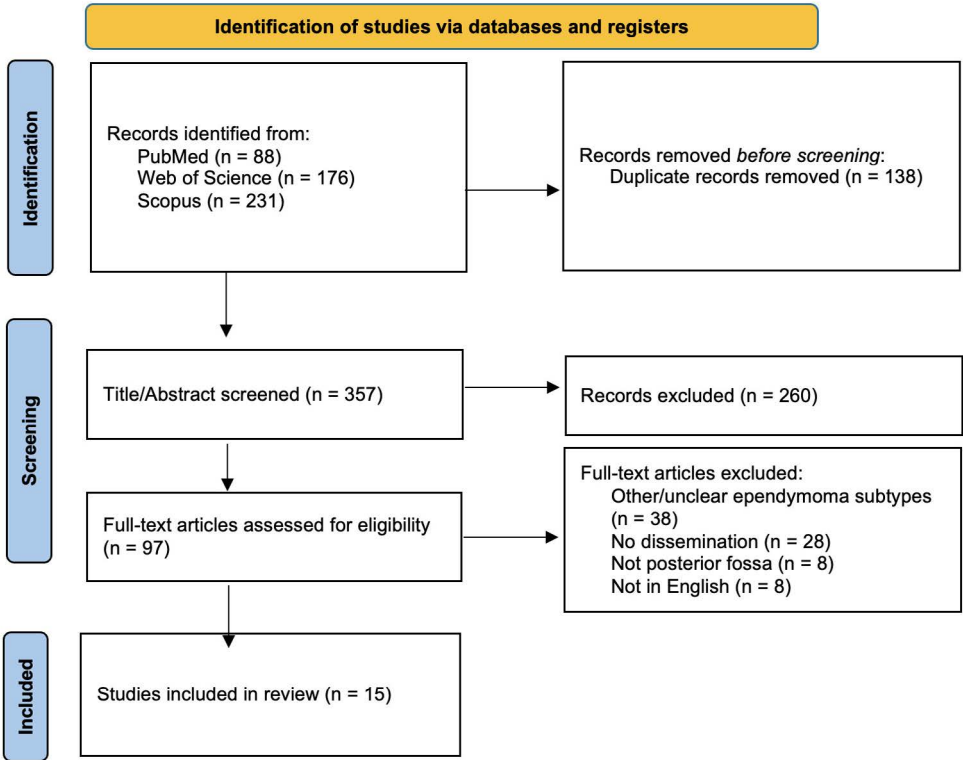 Identification of studies via databases and registers
Identification
Records identified from:
PubMed (n = 88)
Web of Science (n = 176)
Scopus (n = 231)
Records removed before screening:
Duplicate records removed (n = 138)
Screening
Title/Abstract screened (n = 357)
Records excluded (n = 260)
Full-text articles assessed for eligibility
(n = 97)
Full-text articles excluded:
Other/unclear ependymoma subtypes
(n = 38)
No dissemination (n = 28)
Not posterior fossa (n = 8)
Not in English (n = 8)
Included
Studies included in review (n = 15)